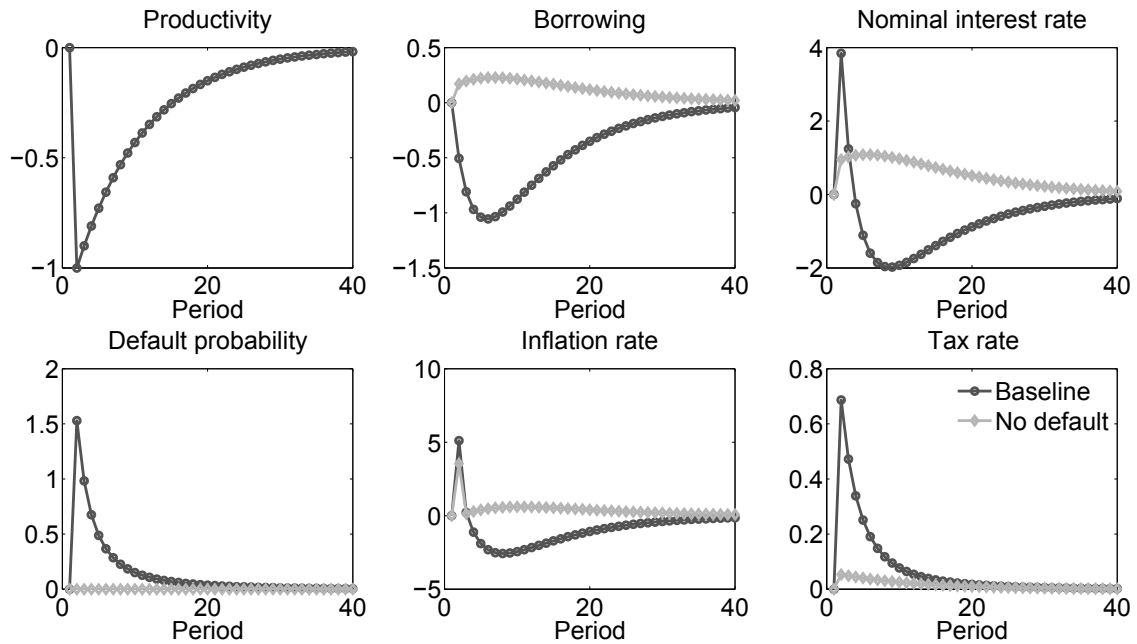 Productivity
0
−0.5
−1
0 20 40
Period
Borrowing
0.5
0
−0.5
−1
−1.5
0 20 40
Period
Nominal interest rate
4
2
0
−2
0 20 40
Period
Default probability
2
1.5
1
0.5
0
0 20 40
Period
Inflation rate
10
5
0
−5
0 20 40
Period
Tax rate
0.8
0.6
0.4
0.2
0
0 20 40
Period
Baseline
No default